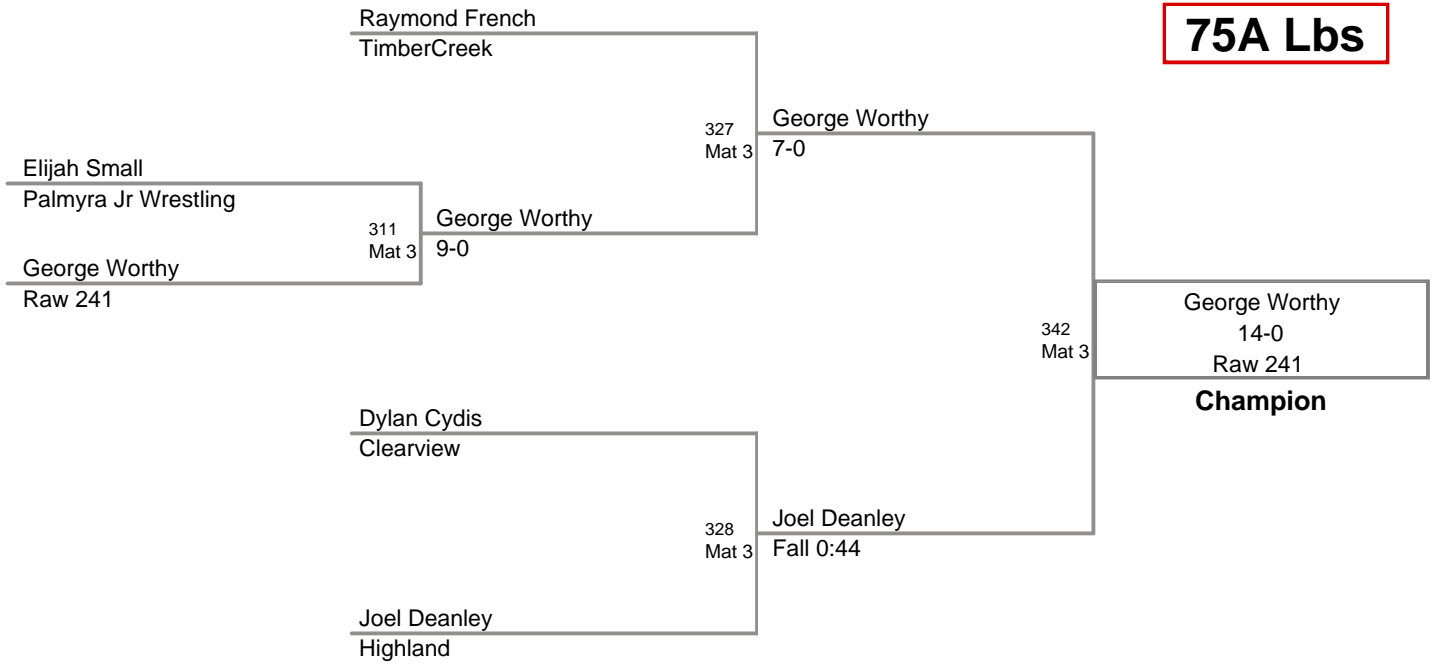 Raymond French
TimberCreek
75A Lbs
327
Mat 3
George Worthy
7-0
Elijah Small
Palmyra Jr Wrestling
311
Mat 3
George Worthy
9-0
George Worthy
Raw 241
342
Mat 3
George Worthy
14-0
Raw 241
Champion
Dylan Cydis
Clearview
328
Mat 3
Joel Deanley
Fall 0:44
Joel Deanley
Highland